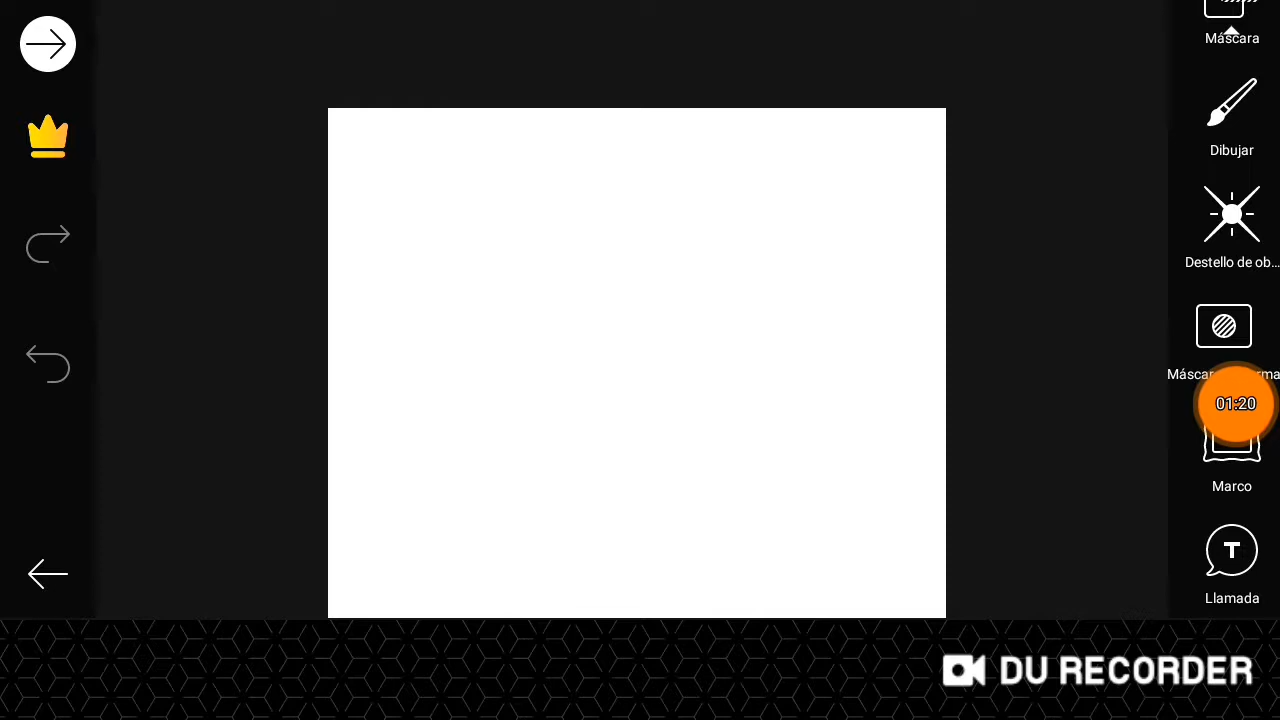 Máscara
Dibujar
Destello de ob...
01:20
Marco
T
Llamada
DU RECORDER